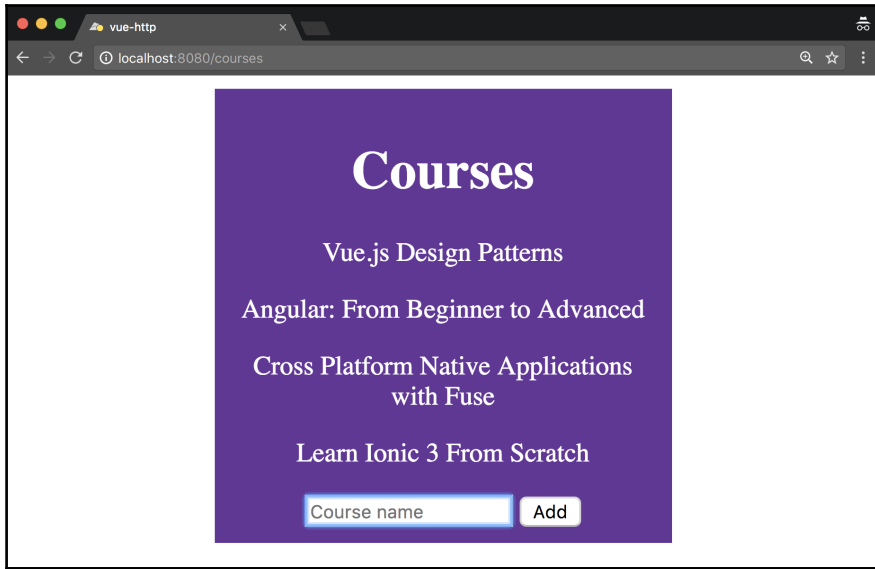 vue-http
localhost:8080/courses
Courses
Vue.js Design Patterns
Angular: From Beginner to Advanced
Cross Platform Native Applications
with Fuse
Learn Ionic 3 From Scratch
Course name Add